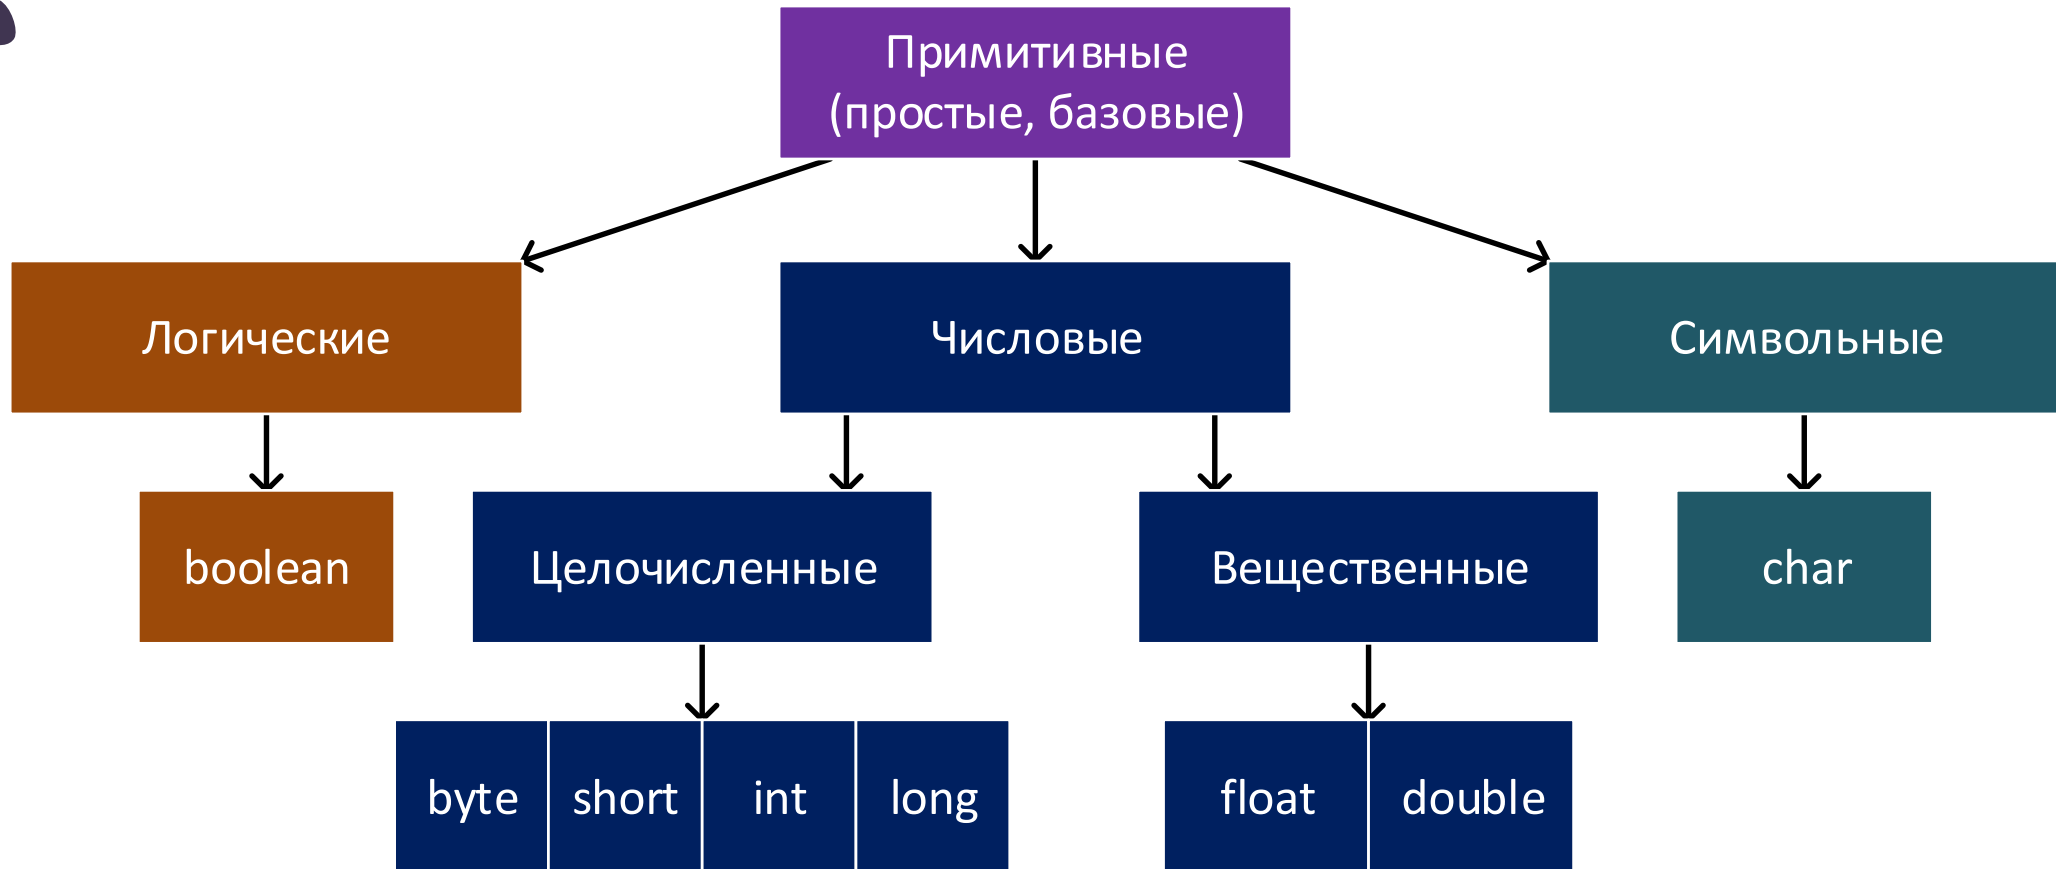 Примитивные
(простые, базовые)
Логические
Числовые
Символьные
boolean
Целочисленные
Вещественные
char
byte
short
int
long
float
double